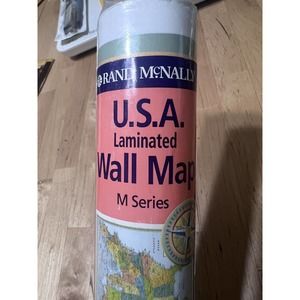 RAND McNALLY
U.S.A.
Laminated
Wall Map
M Series